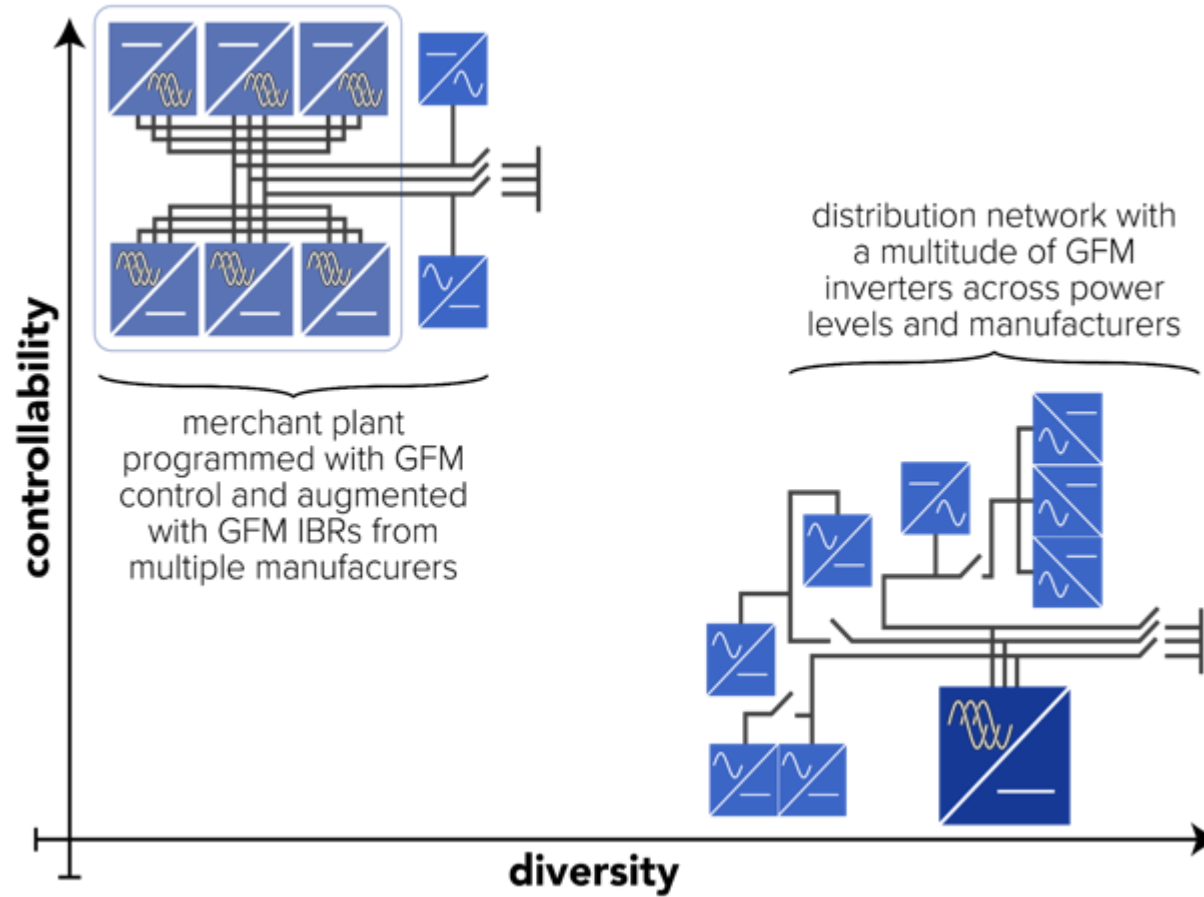 controllability
merchant plant
programmed with GFM
control and augmented
with GFM IBRs from
multiple manufacurers
distribution network with
a multitude of GFM
inverters across power
levels and manufacturers
diversity